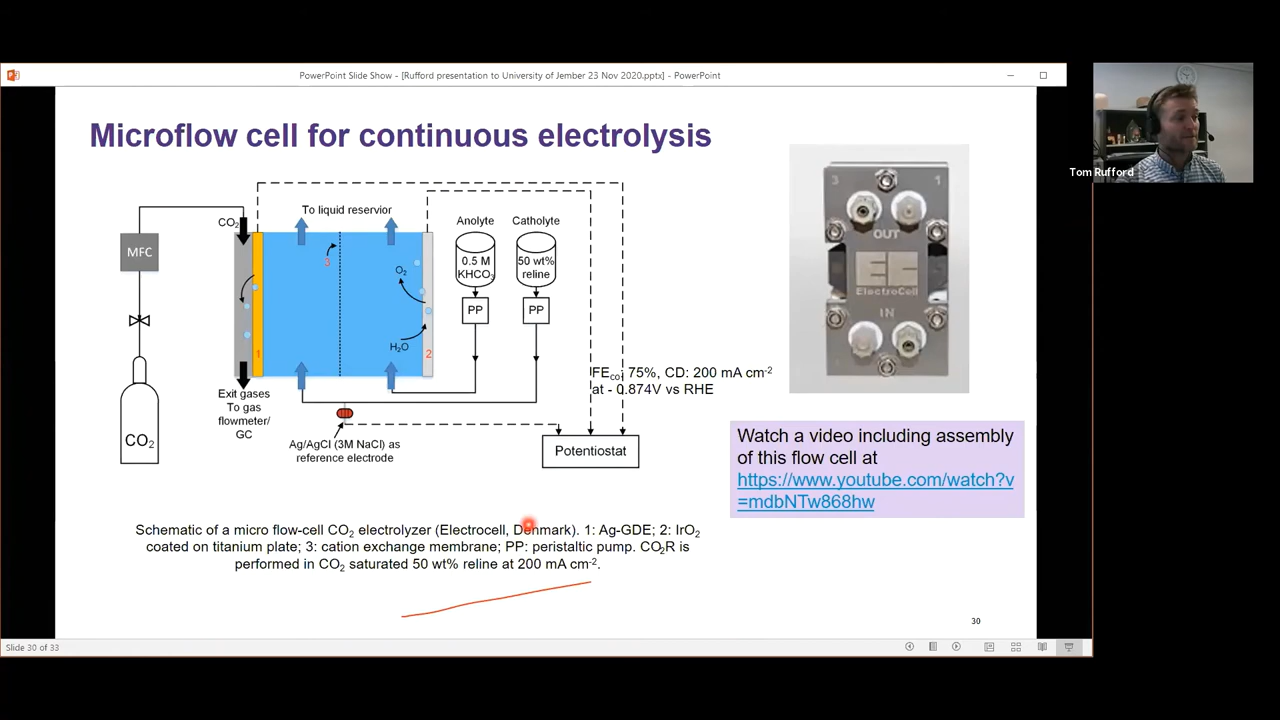 PowerPoint Slide Show - [Rufford presentation to University of Jember 23 Nov 2020.pptx] - PowerPoint
Microflow cell for continuous electrolysis
Tom Rufford
To liquid reservior
CO2
MFC
Anolyte
Catholyte
0.5 M
KHCO3
50 wt%
reline
PP
PP
3
O2
H2O
1
2
CO2
Exit gases
To gas
flowmeter/
GC
Ag/AgCl (3M NaCl) as
reference electrode
FEco: 75%, CD: 200 mA cm-2
at - 0.874V vs RHE
Potentiostat
3
1
OUT
EC
ElectroCell
IN
Watch a video including assembly
of this flow cell at
https://www.youtube.com/watch?v
=mdbNTw868hw
Schematic of a micro flow-cell CO2 electrolyzer (Electrocell, Denmark). 1: Ag-GDE; 2: IrO2
coated on titanium plate; 3: cation exchange membrane; PP: peristaltic pump. CO2R is
performed in CO2 saturated 50 wt% reline at 200 mA cm-2.
30
Slide 30 of 33